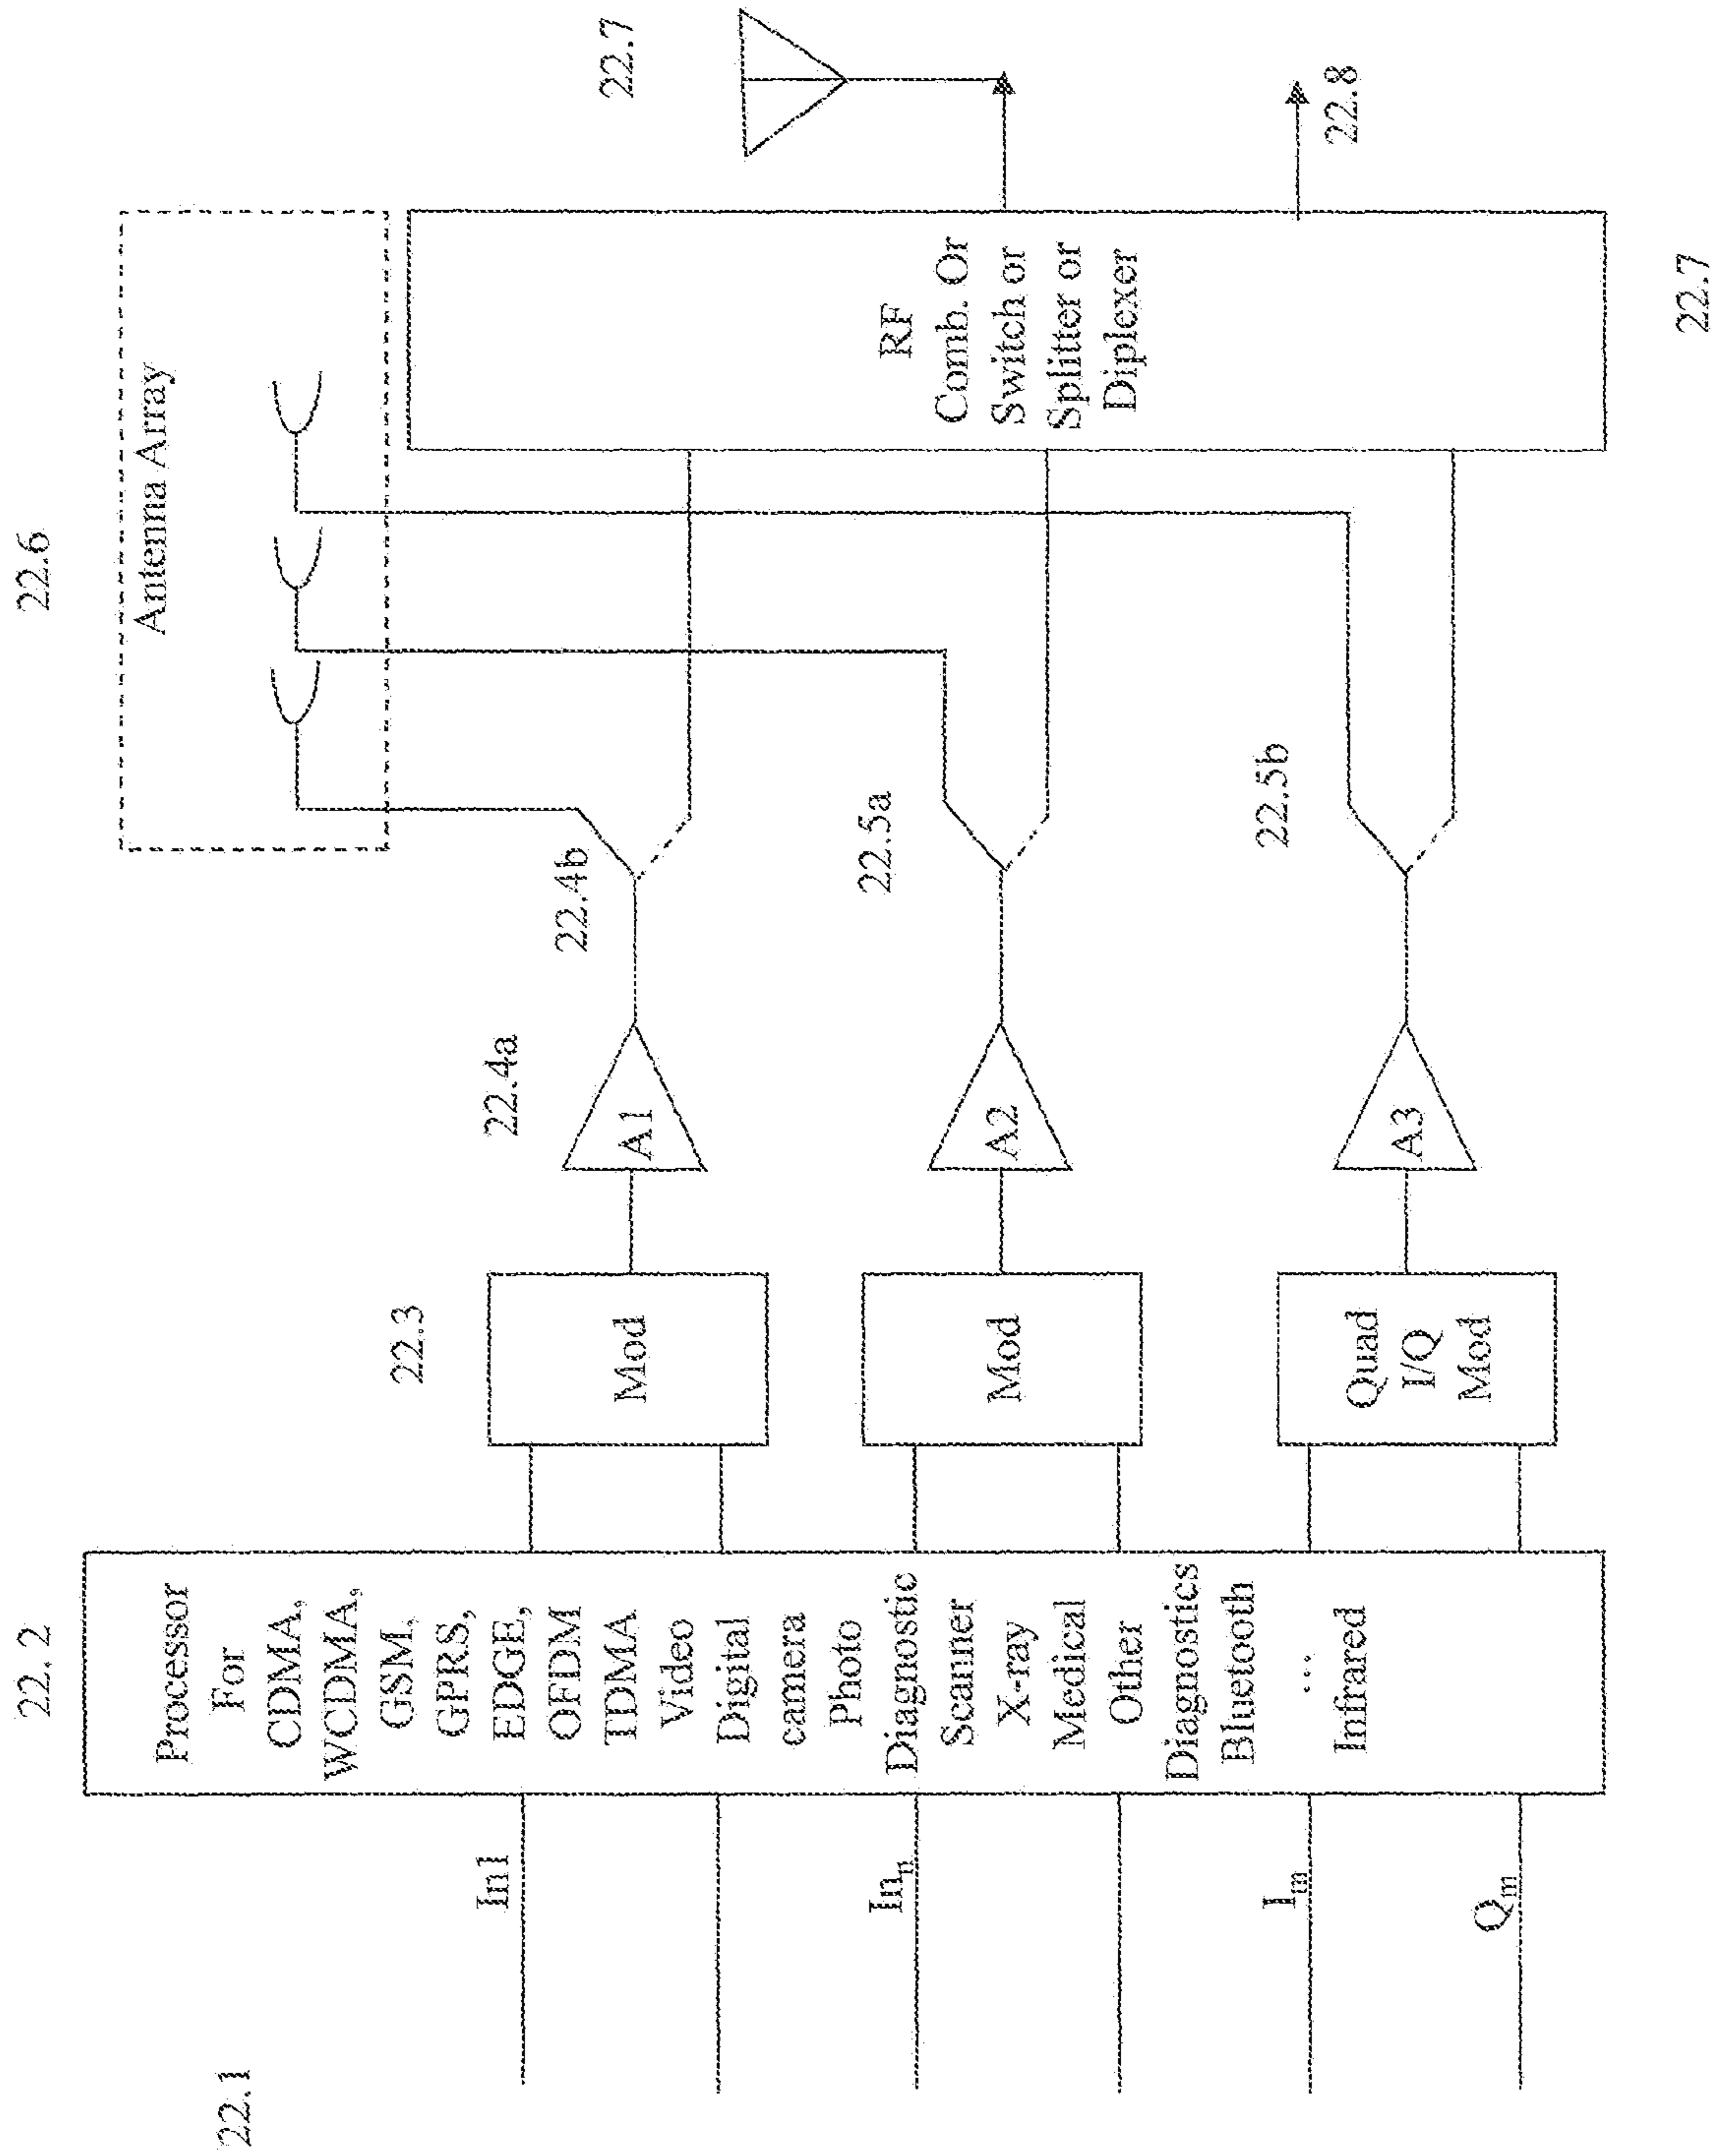 22.1
In1
In_n
I_m
Q_m
22.2
Processor
For
CDMA,
WCDMA,
GSM,
GPRS,
EDGE,
OFDM
TDMA
Video
Digital
camera
Photo
Diagnostic
Scanner
X-ray
Medical
Other
Diagnostics
Bluetooth
...
Infrared
22.3
Mod
Mod
Quad
I/Q
Mod
22.4a
A1
A2
A3
22.4b
22.5a
22.5b
22.6
Antenna Array
RF
Comb. Or
Switch or
Splitter or
Diplexer
22.7
22.7
22.8